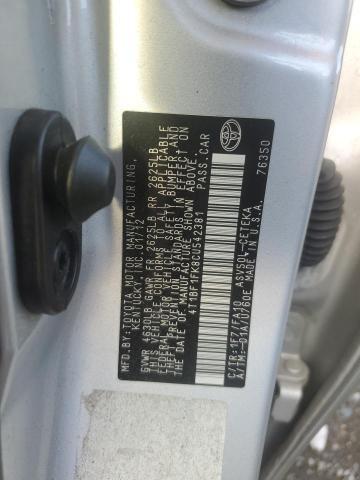 MFD.BY:TOYOTA MOTOR MANUFACTURING,
KENTUCKY,INC. 01/12
GVWR 4630LB GAWR FR 2625LB RR 2625LB
THIS VEHICLE CONFORMS TO ALL APPLICABLE
FEDERAL MOTOR VEHICLE SAFETY, BUMPER, AND
THEFT PREVENTION STANDARDS IN EFFECT ON
THE DATE OF MANUFACTURE SHOWN ABOVE.
4T1BF1FK8CU542381 PASS.CAR
C/TR:1F7/FA10 ASV50L-CETEKA
A/TM:-01A/U760E MADE IN U.S.A.
76350